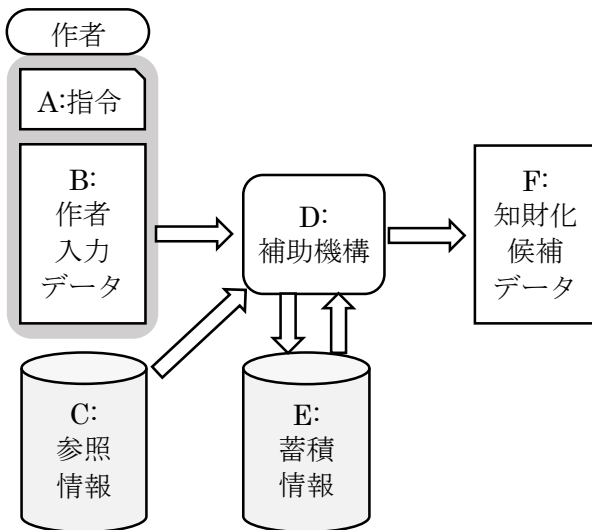 作者
A:指令
B:
作者
入力
データ
D:
補助機構
F:
知財化
候補
データ
C:
参照
情報
E:
蓄積
情報